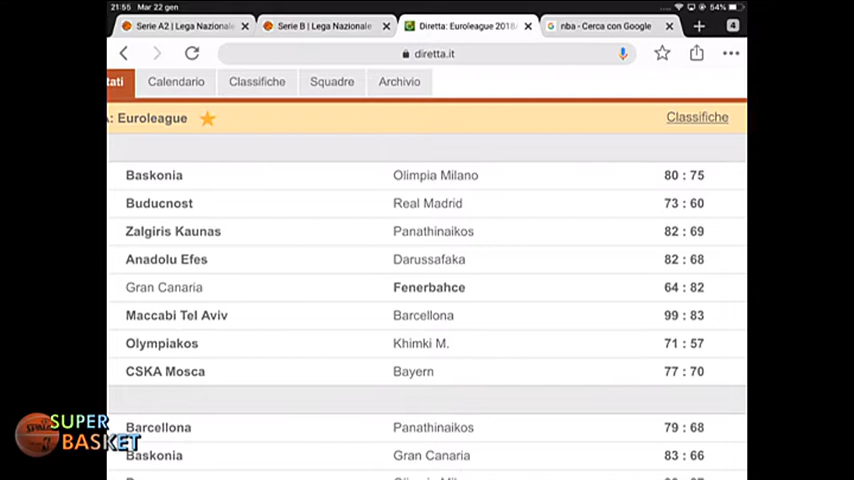 21:55 Mar 22 gen 54%
Serie A2 | Lega Nazionale Serie B | Lega Nazionale Diretta: Euroleague 2018/ nba - Cerca con Google 4
diretta.it
tati Calendario Classifiche Squadre Archivio
A: Euroleague Classifiche
Baskonia Olimpia Milano 80 : 75
Buducnost Real Madrid 73 : 60
Zalgiris Kaunas Panathinaikos 82 : 69
Anadolu Efes Darussafaka 82 : 68
Gran Canaria Fenerbahce 64 : 82
Maccabi Tel Aviv Barcellona 99 : 83
Olympiakos Khimki M. 71 : 57
CSKA Mosca Bayern 77 : 70
Barcellona Panathinaikos 79 : 68
Baskonia Gran Canaria 83 : 66
SUPER
BASKET
SPALDING